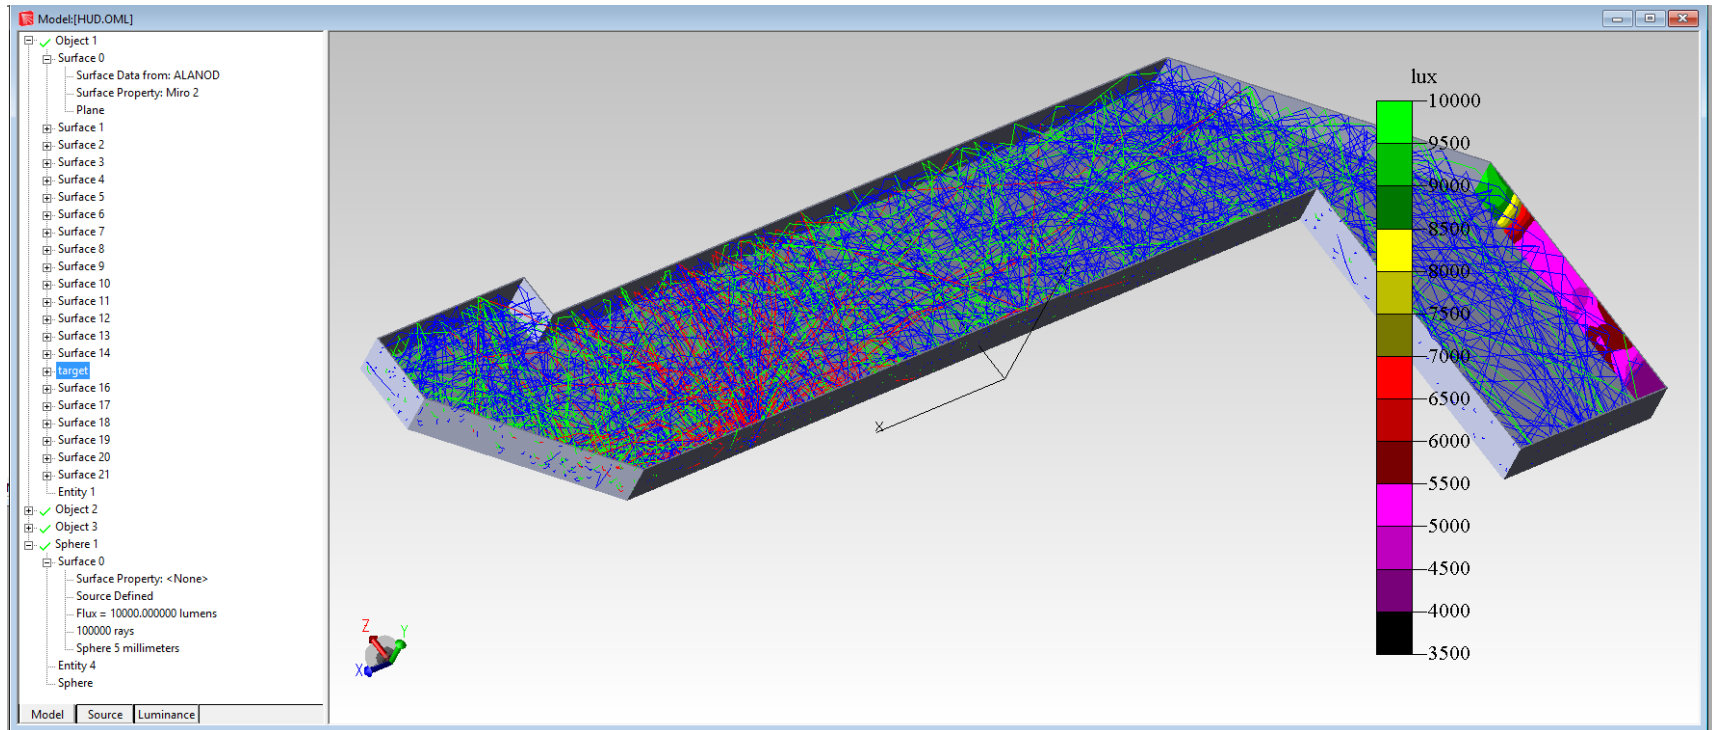 Model:[HUD.OML]
Object 1
Surface 0
Surface Data from: ALANOD
Surface Property: Miro 2
Plane
Surface 1
Surface 2
Surface 3
Surface 4
Surface 5
Surface 6
Surface 7
Surface 8
Surface 9
Surface 10
Surface 11
Surface 12
Surface 13
Surface 14
target
Surface 16
Surface 17
Surface 18
Surface 19
Surface 20
Surface 21
Entity 1
Object 2
Object 3
Sphere 1
Surface 0
Surface Property: <None>
Source Defined
Flux = 10000.000000 lumens
100000 rays
Sphere 5 millimeters
Entity 4
Sphere
Model Source Luminance
lux
10000
9500
9000
8500
8000
7500
7000
6500
6000
5500
5000
4500
4000
3500
X
Z
Y
X